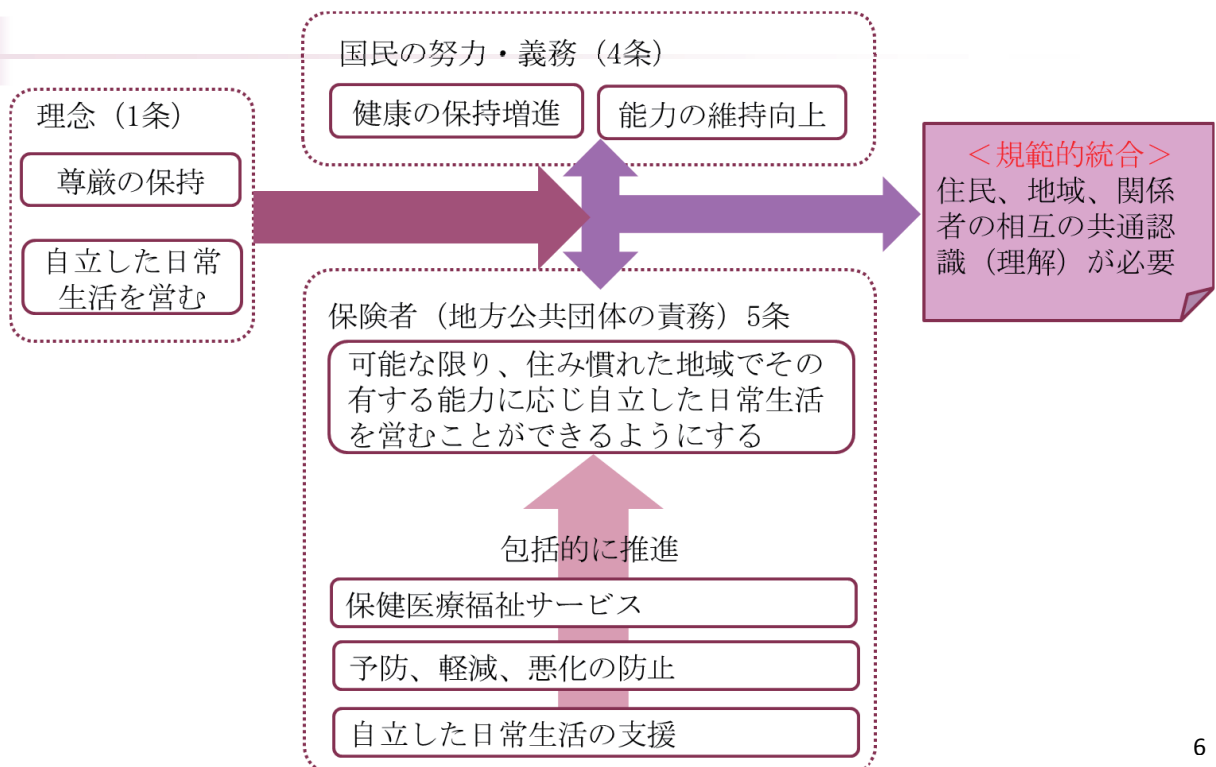 国民の努力・義務（4条）
健康の保持増進
能力の維持向上
理念（1条）
尊厳の保持
自立した日常
生活を営む
＜規範的統合＞
住民、地域、関係
者の相互の共通認
識（理解）が必要
保険者（地方公共団体の責務）5条
可能な限り、住み慣れた地域でその
有する能力に応じ自立した日常生活
を営むことができるようにする
包括的に推進
保健医療福祉サービス
予防、軽減、悪化の防止
自立した日常生活の支援
6